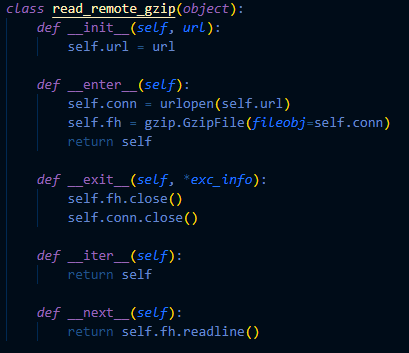 class read_remote_gzip(object):
    def __init__(self, url):
        self.url = url

    def __enter__(self):
        self.conn = urlopen(self.url)
        self.fh = gzip.GzipFile(fileobj=self.conn)
        return self

    def __exit__(self, *exc_info):
        self.fh.close()
        self.conn.close()

    def __iter__(self):
        return self

    def __next__(self):
        return self.fh.readline()